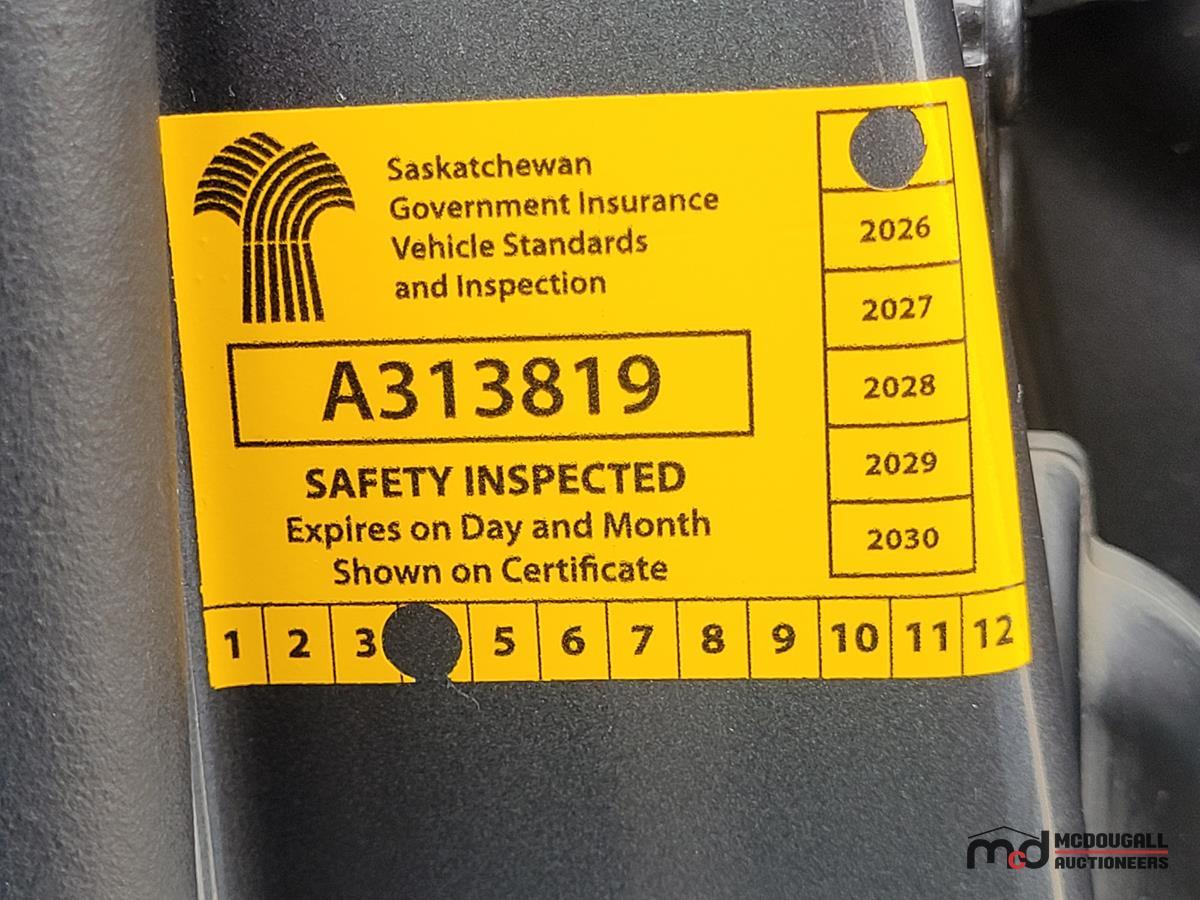 Saskatchewan
Government Insurance
Vehicle Standards
and Inspection
A313819
SAFETY INSPECTED
Expires on Day and Month
Shown on Certificate
2026
2027
2028
2029
2030
1 2 3 5 6 7 8 9 10 11 12
mcd MCDOUGALL
AUCTIONEERS